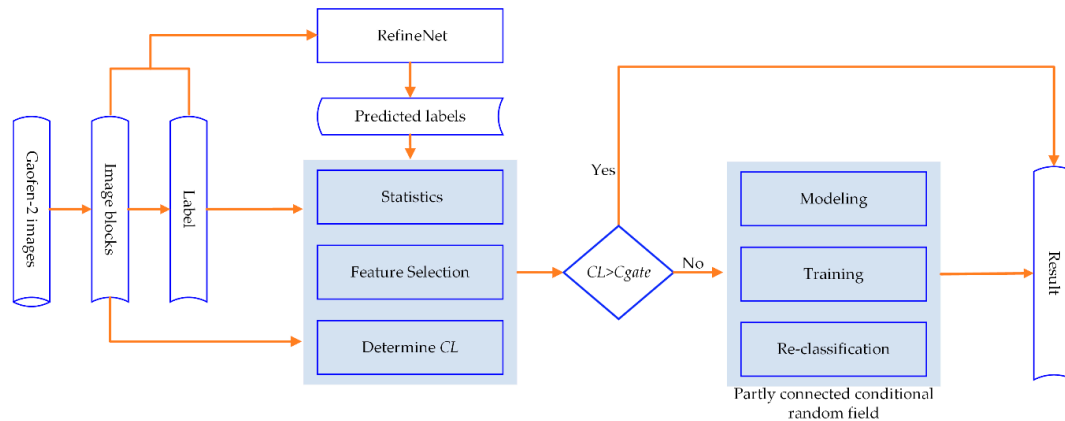 Gaofen-2 images
Image blocks
Label
RefineNet
Predicted labels
Statistics
Feature Selection
Determine CL
CL>Cgate
Yes
No
Modeling
Training
Re-classification
Partly connected conditional
random field
Result